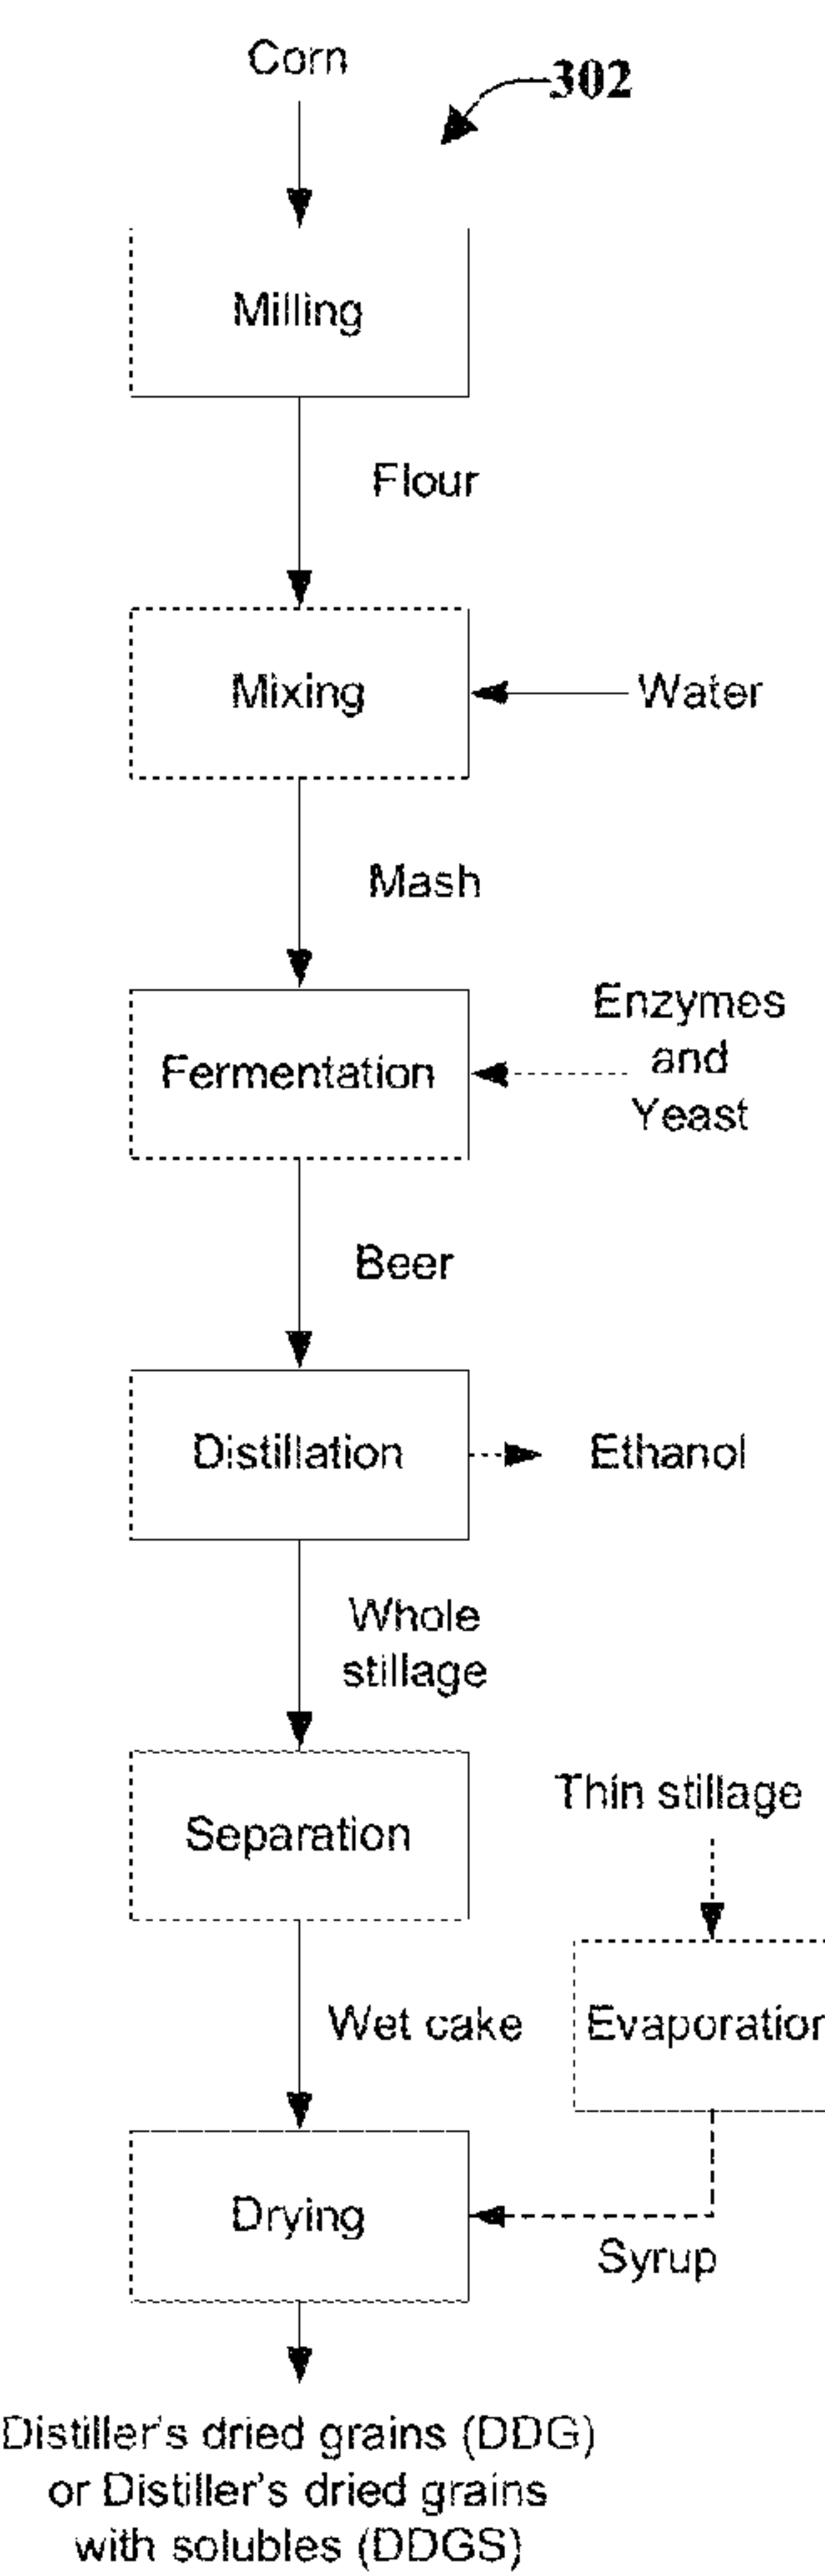 Corn
302
Milling
Flour
Mixing
Water
Mash
Enzymes
and
Yeast
Fermentation
Beer
Distillation
Ethanol
Whole
stillage
Thin stillage
Separation
Wet cake
Evaporation
Drying
Syrup
Distiller's dried grains (DDG)
or Distiller's dried grains
with solubles (DDGS)